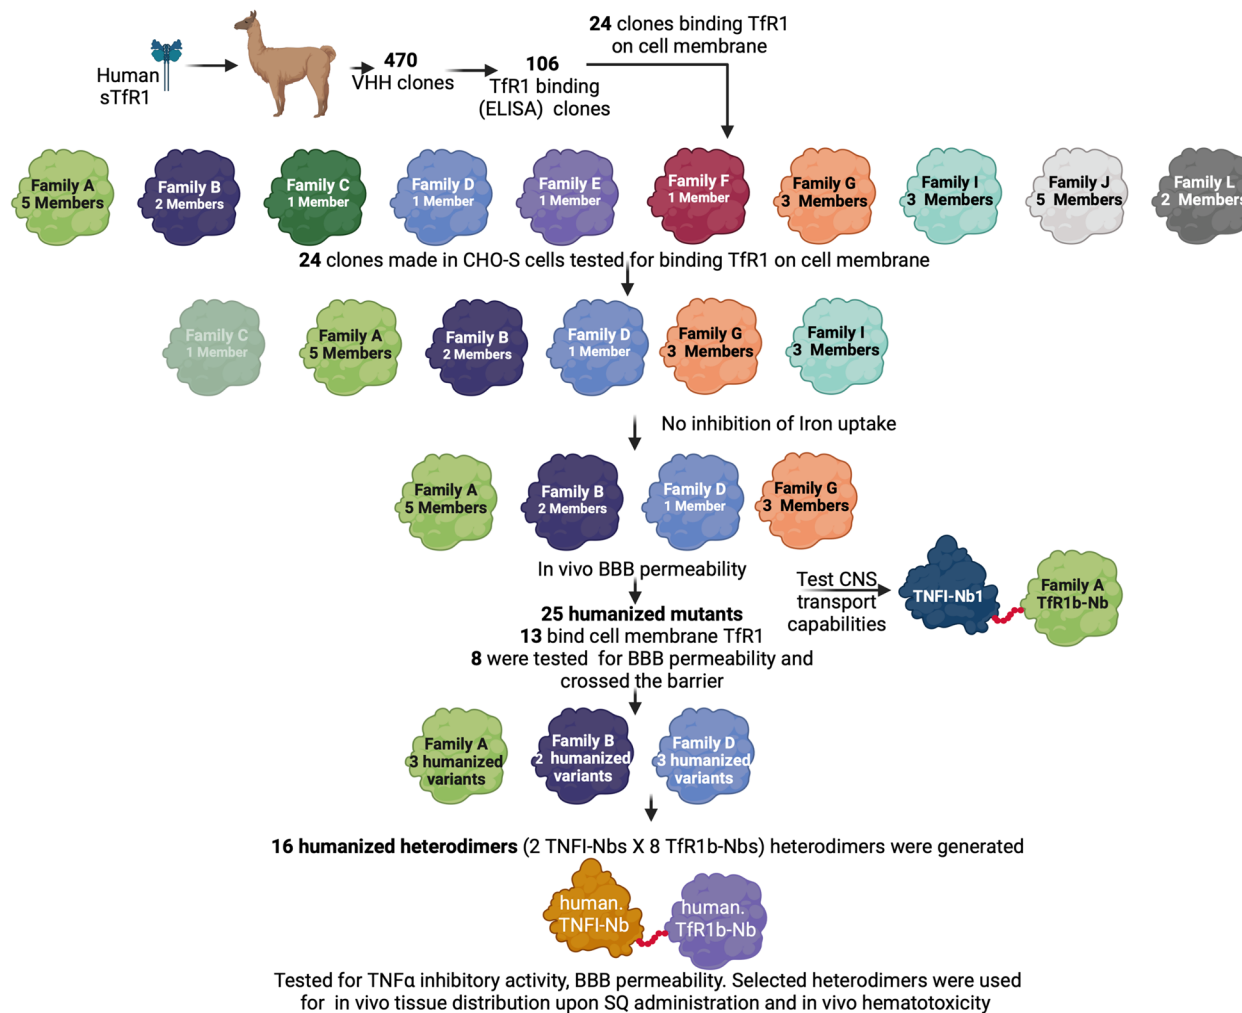 24 clones binding TfR1
on cell membrane
Human
sTfR1
470
VHH clones
106
TfR1 binding
(ELISA) clones
Family A
5 Members
Family B
2 Members
Family C
1 Member
Family D
1 Member
Family E
1 Member
Family F
1 Member
Family G
3 Members
Family I
3 Members
Family J
5 Members
Family L
2 Members
24 clones made in CHO-S cells tested for binding TfR1 on cell membrane
Family C
1 Member
Family A
5 Members
Family B
2 Members
Family D
1 Member
Family G
3 Members
Family I
3 Members
No inhibition of Iron uptake
Family A
5 Members
Family B
2 Members
Family D
1 Member
Family G
3 Members
In vivo BBB permeability
Test CNS
transport
capabilities
TNFI-Nb1
Family A
TfR1b-Nb
25 humanized mutants
13 bind cell membrane TfR1
8 were tested for BBB permeability and
crossed the barrier
Family A
3 humanized
variants
Family B
2 humanized
variants
Family D
3 humanized
variants
16 humanized heterodimers (2 TNFI-Nbs X 8 TfR1b-Nbs) heterodimers were generated
human.
TNFI-Nb
human.
TfR1b-Nb
Tested for TNFα inhibitory activity, BBB permeability. Selected heterodimers were used
for in vivo tissue distribution upon SQ administration and in vivo hematotoxicity